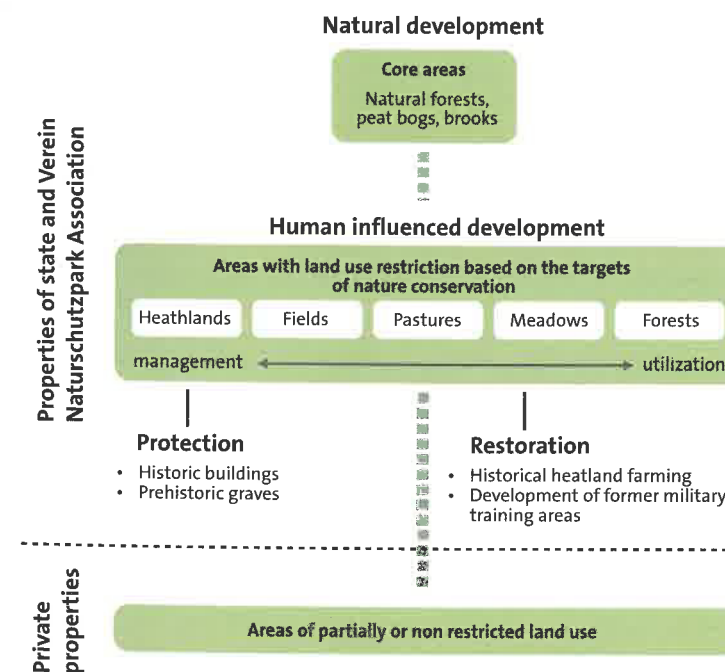 Natural development
Core areas
Natural forests,
peat bogs, brooks
Properties of state and Verein
Naturschutzpark Association
Human influenced development
Areas with land use restriction based on the targets
of nature conservation
Heathlands
Fields
Pastures
Meadows
Forests
management
utilization
Protection
• Historic buildings
• Prehistoric graves
Restoration
• Historical heatland farming
• Development of former military
training areas
Private
properties
Areas of partially or non restricted land use